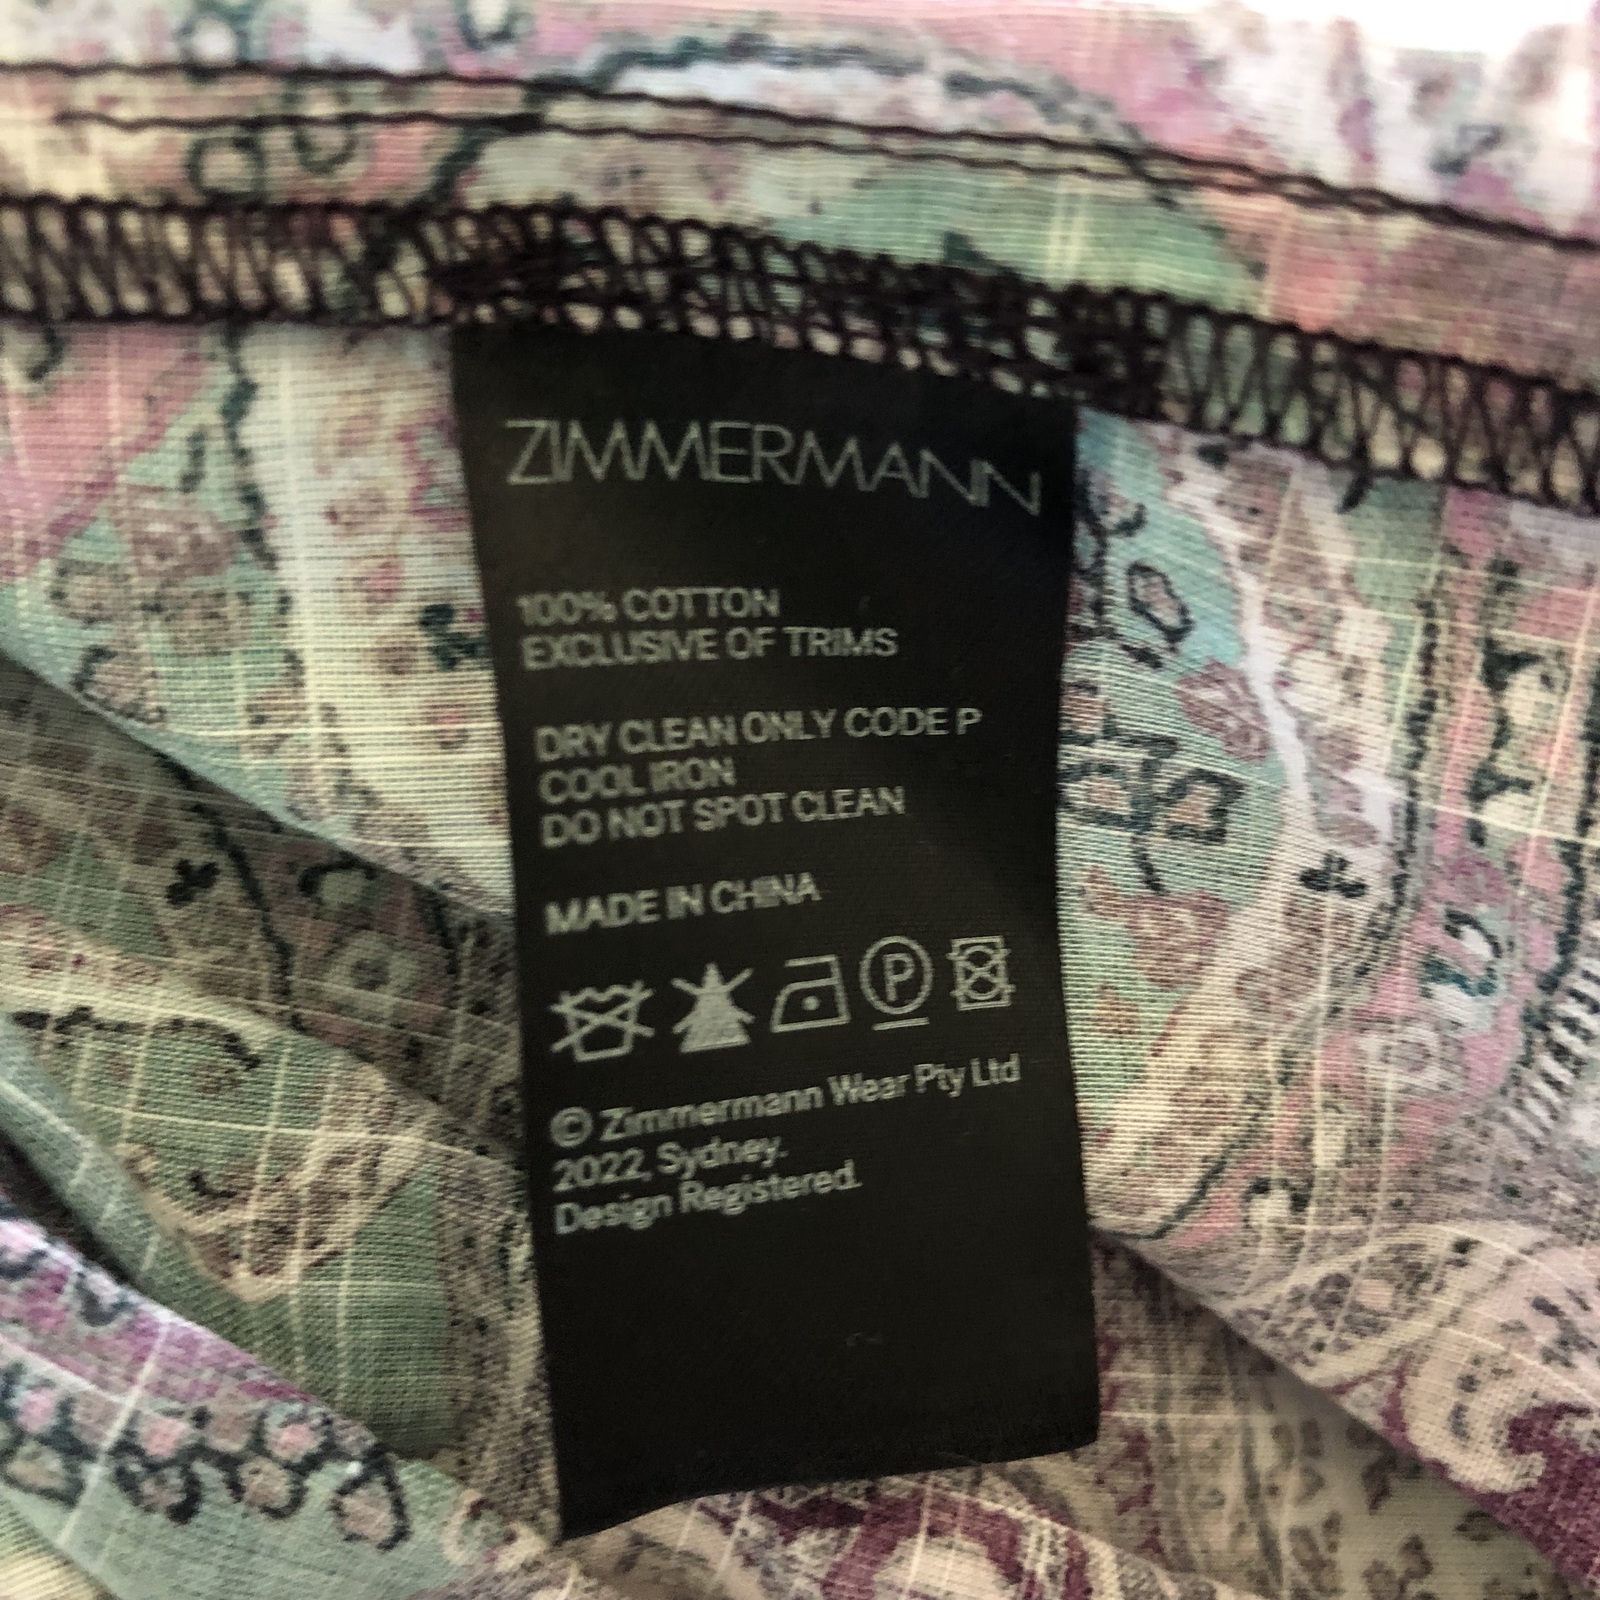 ZIMMERMANN
100% COTTON
EXCLUSIVE OF TRIMS
DRY CLEAN ONLY CODE P
COOL IRON
DO NOT SPOT CLEAN
MADE IN CHINA
P
© Zimmermann Wear Pty Ltd
2022, Sydney.
Design Registered.